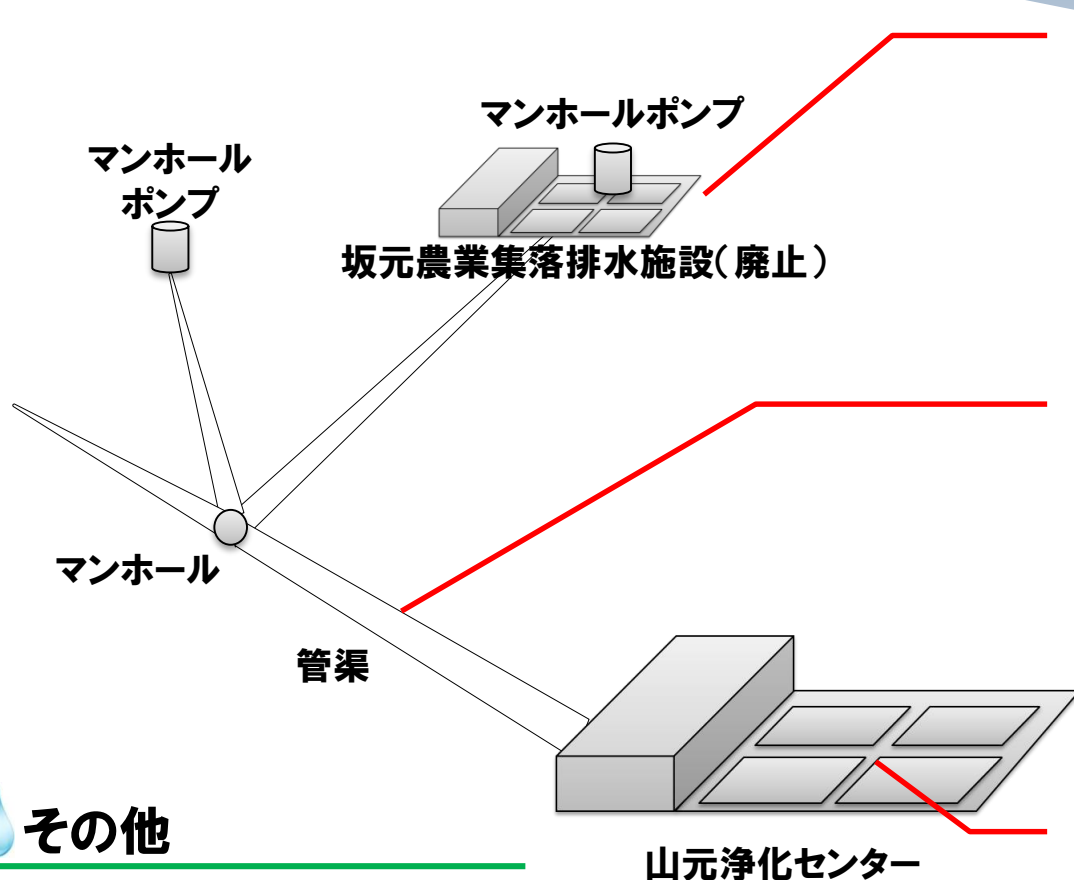 マンホールポンプ
マンホール
ポンプ
坂元農業集落排水施設(廃止)
マンホール
管渠
その他
山元浄化センター